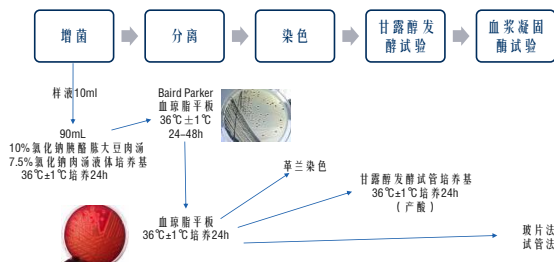 增菌
分离
染色
甘露醇发
酵试验
血浆凝固
酶试验
样液10ml
90mL
10%氯化钠胰酪胨大豆肉汤
7.5%氯化钠肉汤液体培养基
36℃±1℃培养24h
Baird Parker
血琼脂平板
36℃±1℃
24-48h
血琼脂平板
36℃±1℃培养24h
革兰染色
甘露醇发酵试管培养基
36℃±1℃培养24h
(产酸)
玻片法
试管法